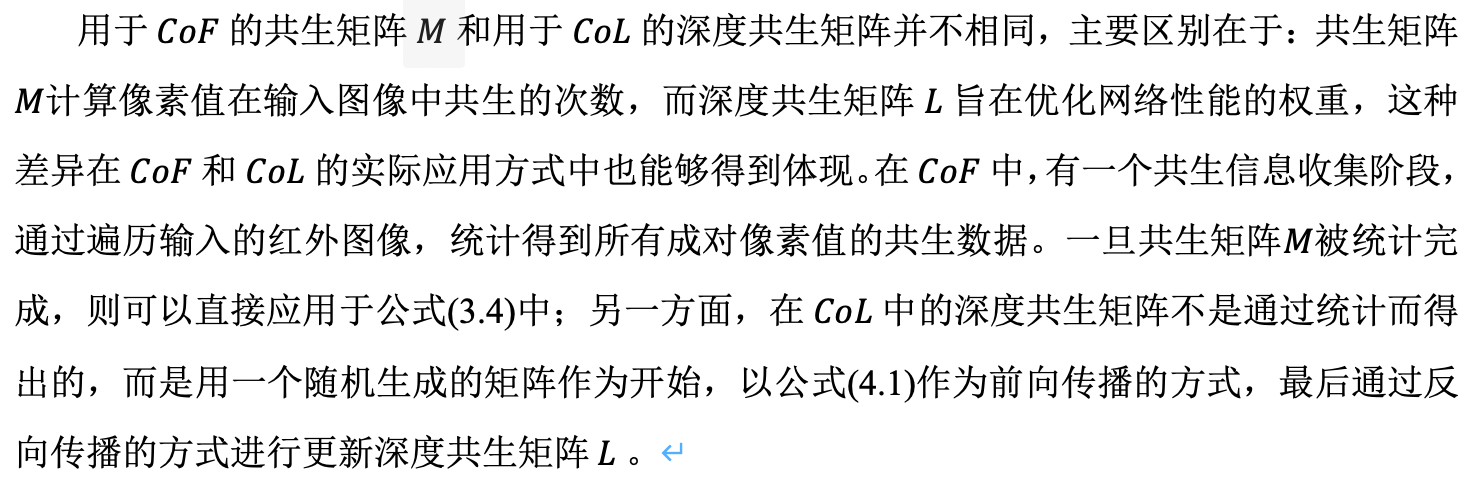 用于 CoF 的共生矩阵 M 和用于 CoL 的深度共生矩阵并不相同，主要区别在于：共生矩阵
M计算像素值在输入图像中共生的次数，而深度共生矩阵 L 旨在优化网络性能的权重，这种
差异在 CoF 和 CoL 的实际应用方式中也能够得到体现。在 CoF 中，有一个共生信息收集阶段，
通过遍历输入的红外图像，统计得到所有成对像素值的共生数据。一旦共生矩阵M被统计完
成，则可以直接应用于公式(3.4)中；另一方面，在 CoL 中的深度共生矩阵不是通过统计而得
出的，而是用一个随机生成的矩阵作为开始，以公式(4.1)作为前向传播的方式，最后通过反
向传播的方式进行更新深度共生矩阵 L 。↵